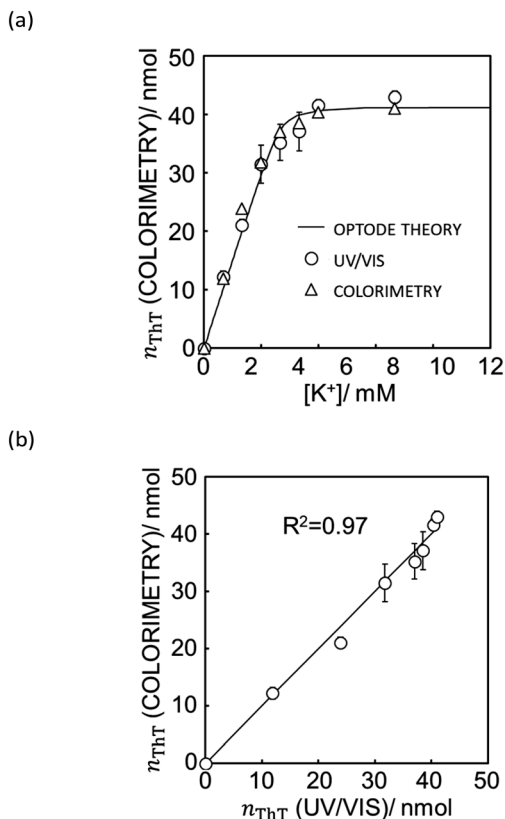 (a)
50
40
30
20
10
0
n_ThT (COLORIMETRY)/ nmol
OPTODE THEORY
UV/VIS
COLORIMETRY
0 2 4 6 8 10 12
[K⁺]/ mM
(b)
50
40
30
20
10
0
n_ThT (COLORIMETRY)/ nmol
R²=0.97
0 10 20 30 40 50
n_ThT (UV/VIS)/ nmol